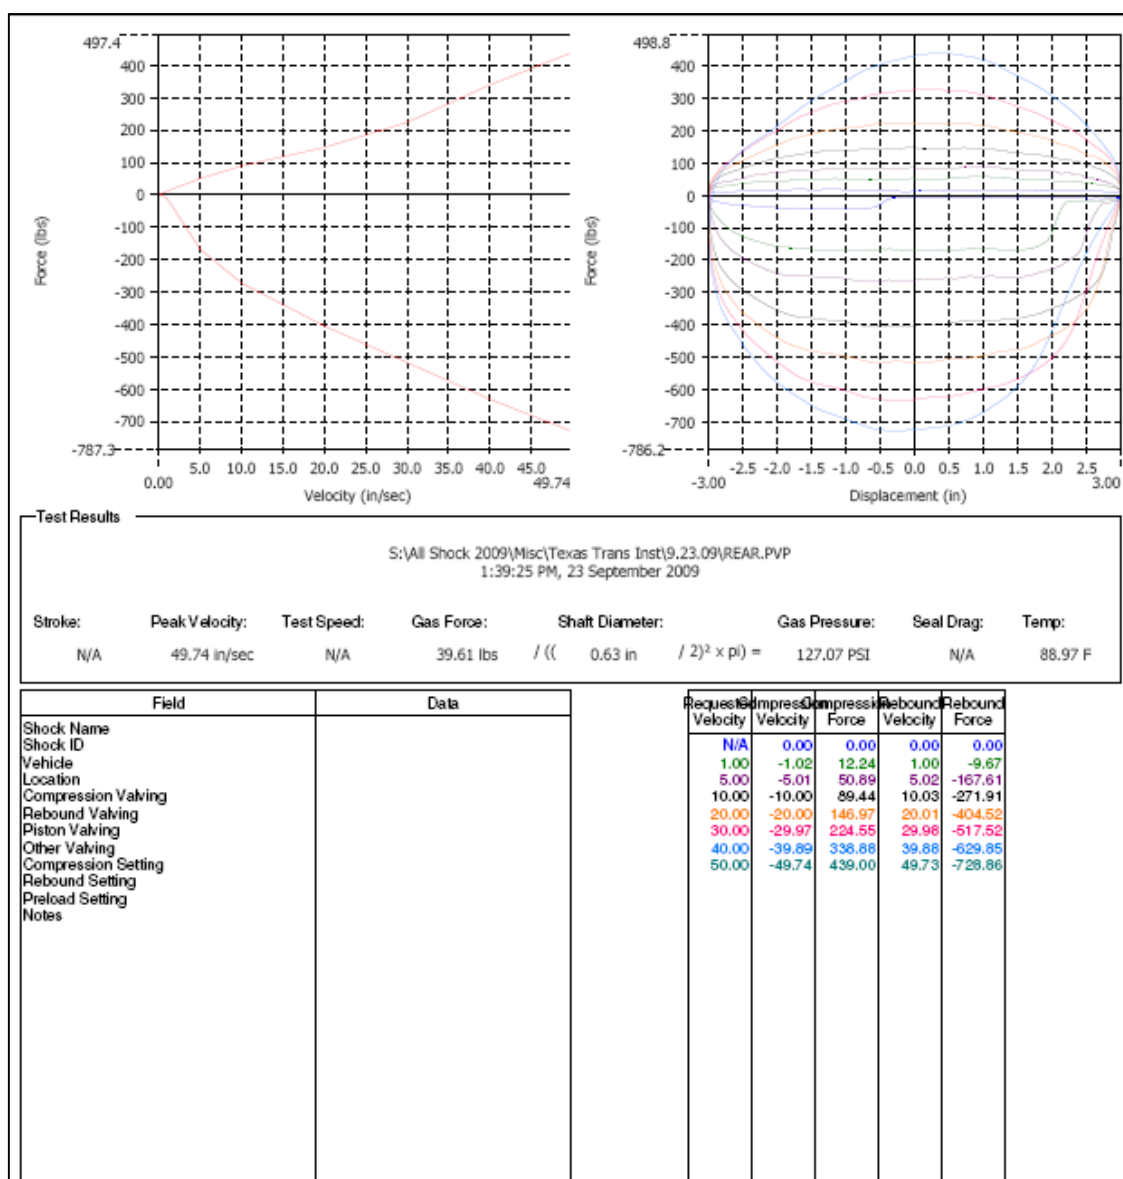 497.4
400
300
200
100
0
-100
-200
-300
-400
-500
-600
-700
-787.3
Force (lbs)
5.0 10.0 15.0 20.0 25.0 30.0 35.0 40.0 45.0
0.00 49.74
Velocity (in/sec)
498.8
400
300
200
100
0
-100
-200
-300
-400
-500
-600
-700
-786.2
Force (lbs)
-2.5 -2.0 -1.5 -1.0 -0.5 0.0 0.5 1.0 1.5 2.0 2.5
-3.00 3.00
Displacement (in)
Test Results
S:\All Shock 2009\Misc\Texas Trans Inst\9.23.09\REAR.PVP
1:39:25 PM, 23 September 2009
Stroke: Peak Velocity: Test Speed: Gas Force: Shaft Diameter: Gas Pressure: Seal Drag: Temp:
N/A 49.74 in/sec N/A 39.61 lbs / (( 0.63 in / 2)² x pi) = 127.07 PSI N/A 88.97 F
Field Data
Shock Name
Shock ID
Vehicle
Location
Compression Valving
Rebound Valving
Piston Valving
Other Valving
Compression Setting
Rebound Setting
Preload Setting
Notes
Requested Compression Compression Rebound Rebound
Velocity Velocity Force Velocity Force
N/A 0.00 0.00 0.00 0.00
1.00 -1.02 12.24 1.00 -9.67
5.00 -5.01 50.89 5.02 -167.61
10.00 -10.00 89.44 10.03 -271.91
20.00 -20.00 146.97 20.01 -404.52
30.00 -29.97 224.55 29.98 -517.52
40.00 -39.89 338.88 39.88 -629.85
50.00 -49.74 439.00 49.73 -728.86